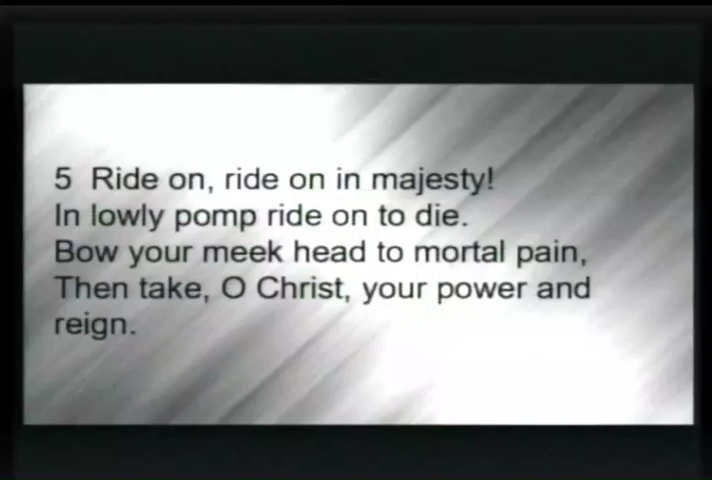 5 Ride on, ride on in majesty!
In lowly pomp ride on to die.
Bow your meek head to mortal pain,
Then take, O Christ, your power and
reign.